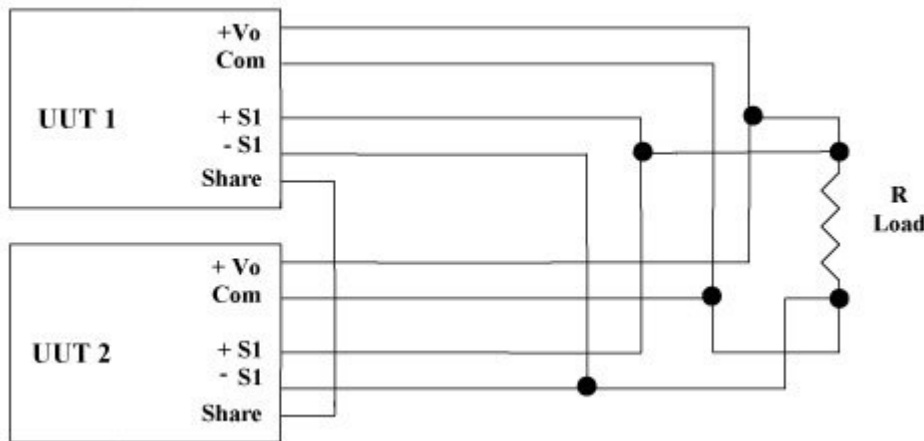 +Vo
Com
UUT 1
+ S1
- S1
Share
R
Load
+ Vo
Com
UUT 2
+ S1
- S1
Share